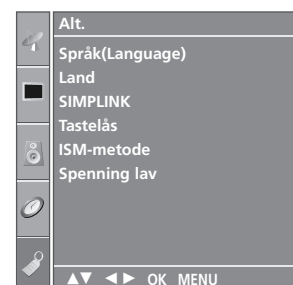 Alt.
Språk(Language)
Land
SIMPLINK
Tastelås
ISM-metode
Spenning lav
▲▼ ◄► OK MENU